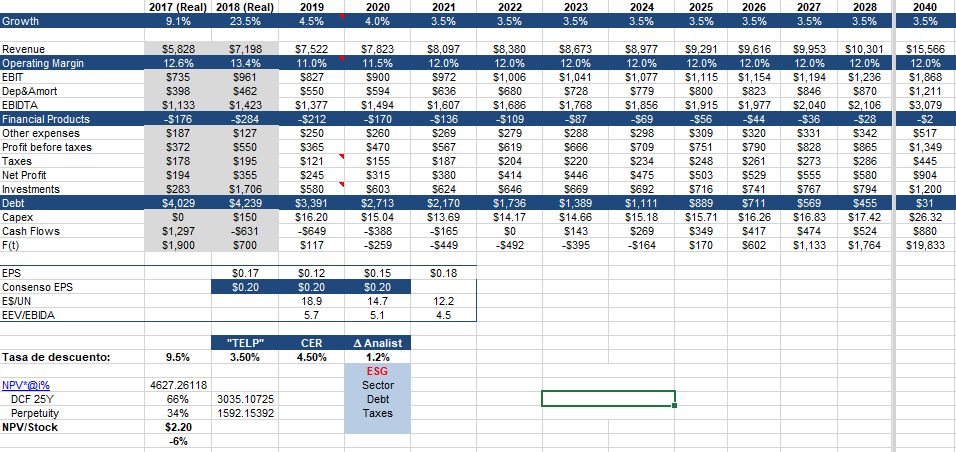 2017 (Real) 2018 (Real) 2019 2020 2021 2022 2023 2024 2025 2026 2027 2028 2040
Growth 9.1% 23.5% 4.5% 4.0% 3.5% 3.5% 3.5% 3.5% 3.5% 3.5% 3.5% 3.5% 3.5%
Revenue $5,828 $7,198 $7,522 $7,823 $8,097 $8,380 $8,673 $8,977 $9,291 $9,616 $9,953 $10,301 $15,566
Operating Margin 12.6% 13.4% 11.0% 11.5% 12.0% 12.0% 12.0% 12.0% 12.0% 12.0% 12.0% 12.0% 12.0%
EBIT $735 $961 $827 $900 $972 $1,006 $1,041 $1,077 $1,115 $1,154 $1,194 $1,236 $1,868
Dep&Amort $398 $462 $550 $594 $636 $680 $728 $779 $800 $823 $846 $870 $1,211
EBIDTA $1,133 $1,423 $1,377 $1,494 $1,607 $1,686 $1,768 $1,856 $1,915 $1,977 $2,040 $2,106 $3,079
Financial Products -$176 -$284 -$212 -$170 -$136 -$109 -$87 -$69 -$56 -$44 -$36 -$28 -$2
Other expenses $187 $127 $250 $260 $269 $279 $288 $298 $309 $320 $331 $342 $517
Profit before taxes $372 $550 $365 $470 $567 $619 $666 $709 $751 $790 $828 $865 $1,349
Taxes $178 $195 $121 $155 $187 $204 $220 $234 $248 $261 $273 $286 $445
Net Profit $194 $355 $245 $315 $380 $414 $446 $475 $503 $529 $555 $580 $904
Investments $283 $1,706 $580 $603 $624 $646 $669 $692 $716 $741 $767 $794 $1,200
Debt $4,029 $4,239 $3,391 $2,713 $2,170 $1,736 $1,389 $1,111 $889 $711 $569 $455 $31
Capex $0 $150 $16.20 $15.04 $13.69 $14.17 $14.66 $15.18 $15.71 $16.26 $16.83 $17.42 $26.32
Cash Flows $1,297 -$631 -$649 -$388 -$165 $0 $143 $269 $349 $417 $474 $524 $880
F(t) $1,900 $700 $117 -$259 -$449 -$492 -$395 -$164 $170 $602 $1,133 $1,764 $19,833
EPS $0.17 $0.12 $0.15 $0.18
Consenso EPS $0.20 $0.20 $0.20
E$/UN 18.9 14.7 12.2
EEV/EBIDA 5.7 5.1 4.5
"TELP" CER Δ Analist
Tasa de descuento: 9.5% 3.50% 4.50% 1.2%
ESG
NPV*@i% 4627.26118 Sector
DCF 25Y 66% 3035.10725 Debt
Perpetuity 34% 1592.15392 Taxes
NPV/Stock $2.20
-6%